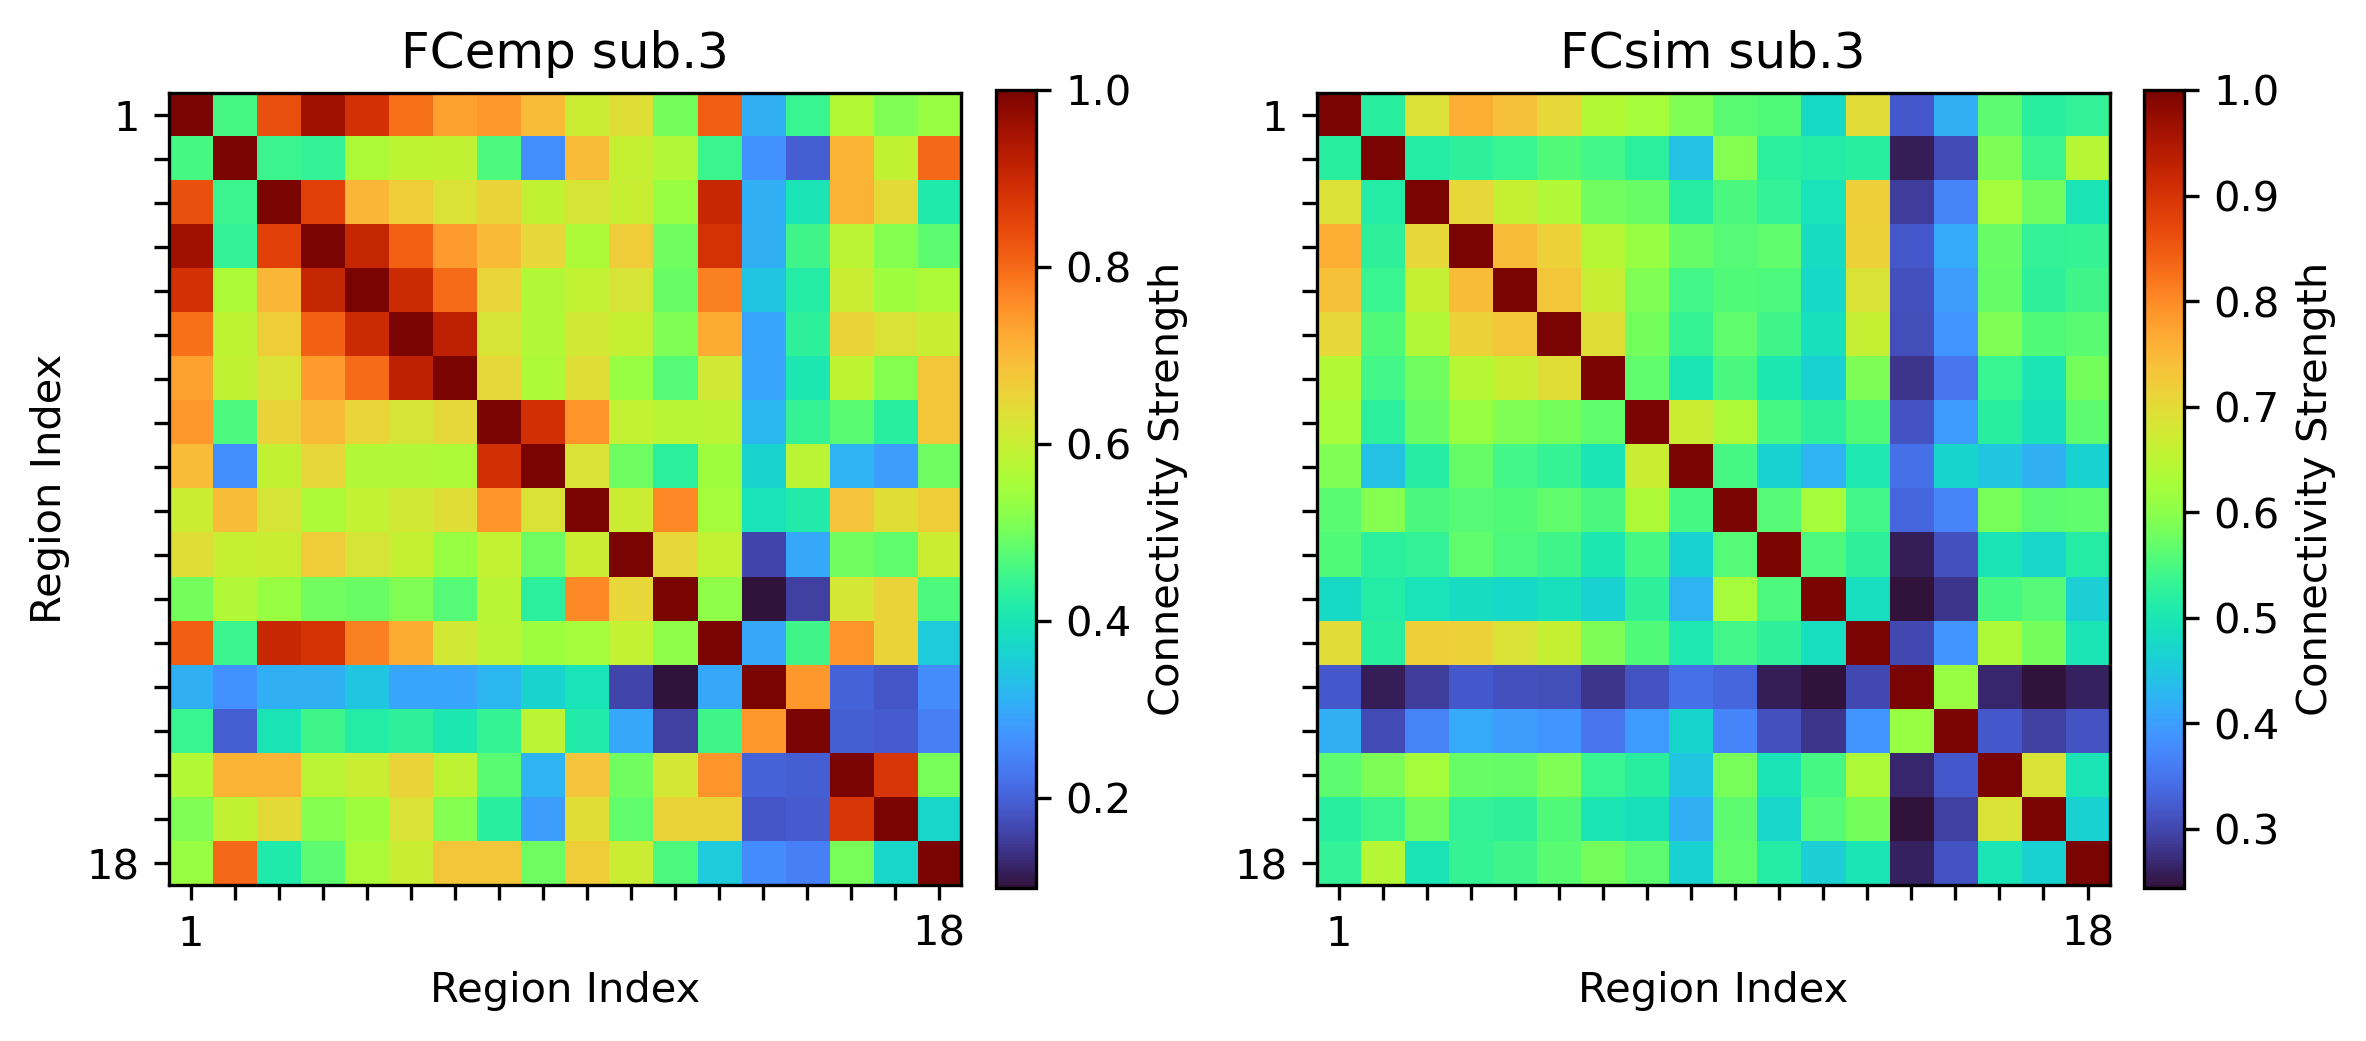 FCemp sub.3
FCsim sub.3
1
18
1
18
Region Index
Region Index
1.0
0.8
0.6
0.4
0.2
Connectivity Strength
1
18
1
18
Region Index
Region Index
1.0
0.9
0.8
0.7
0.6
0.5
0.4
0.3
Connectivity Strength